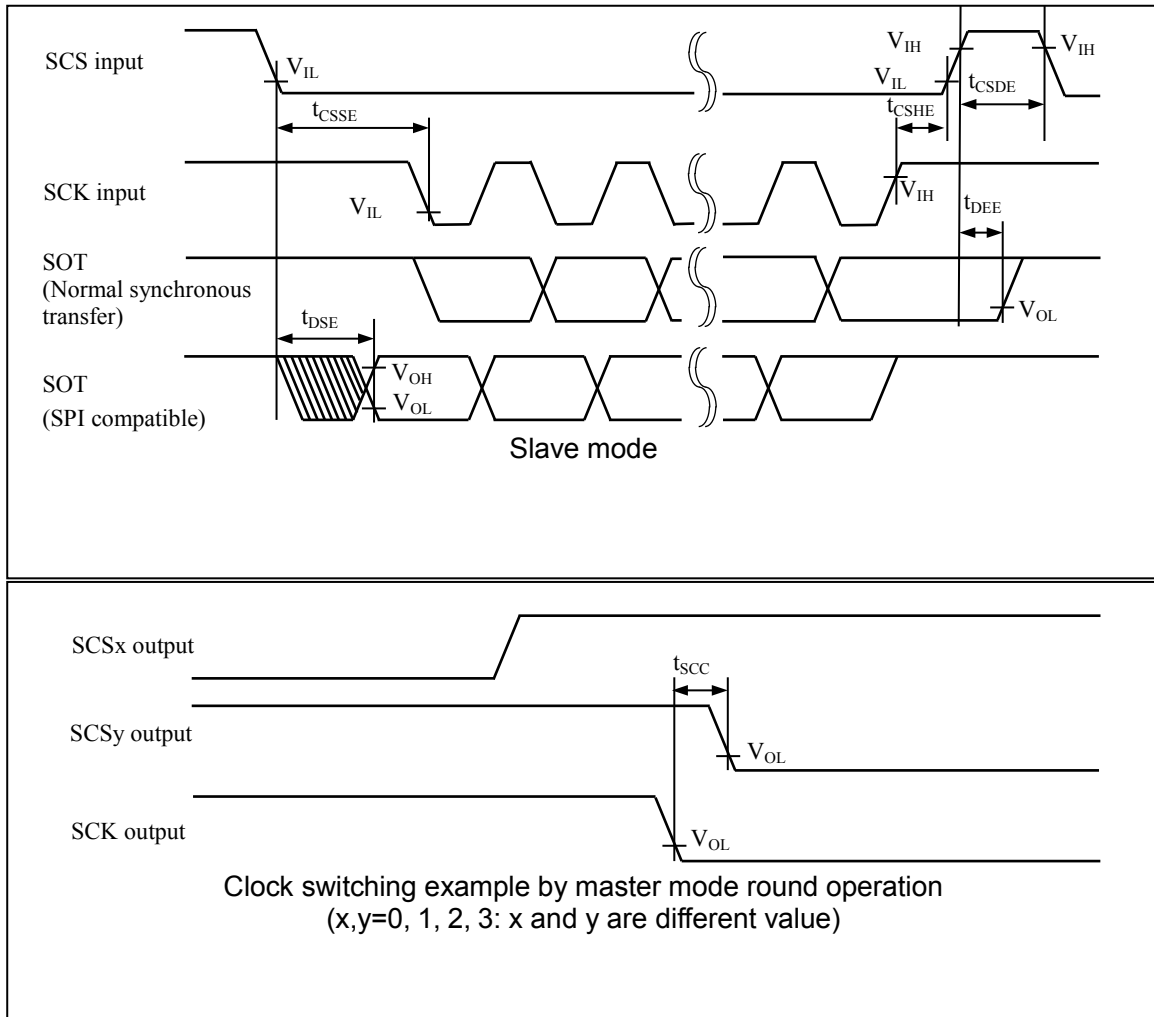 SCS input
V_IL
V_IH
V_IH
V_IL
t_CSDE
t_CSSE
t_CSHE
SCK input
V_IL
V_IH
t_DEE
SOT
(Normal synchronous
transfer)
V_OL
t_DSE
SOT
(SPI compatible)
V_OH
V_OL
Slave mode
SCSx output
t_SCC
SCSy output
V_OL
SCK output
V_OL
Clock switching example by master mode round operation
(x,y=0, 1, 2, 3: x and y are different value)